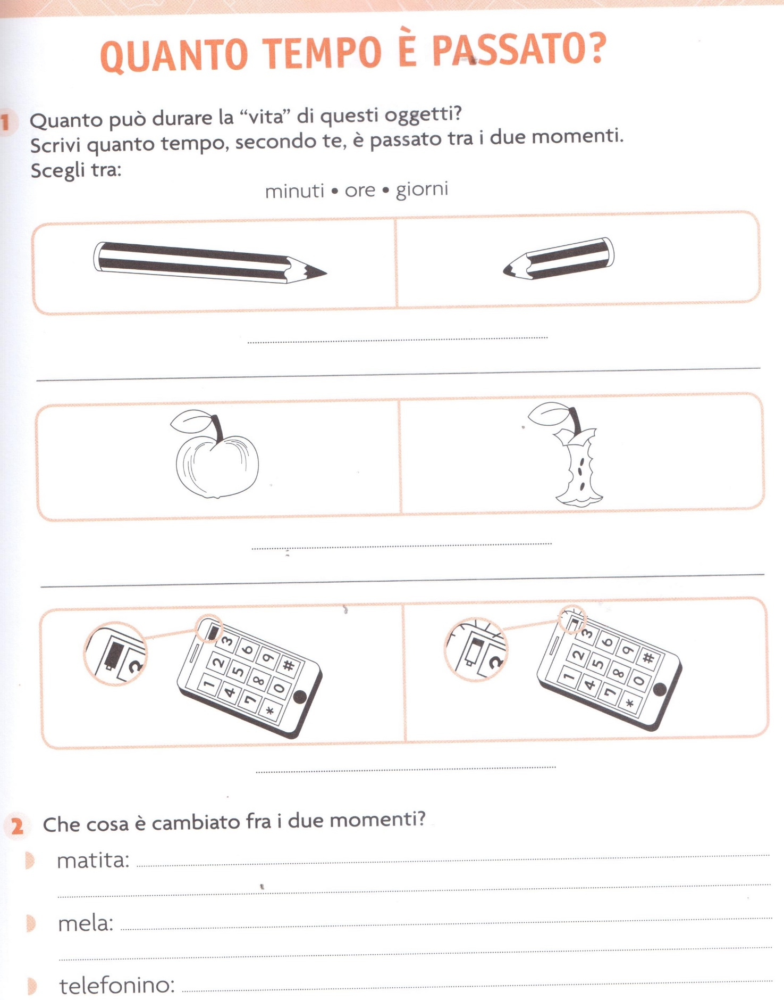 QUANTO TEMPO È PASSATO?
1 Quanto può durare la “vita” di questi oggetti?
Scrivi quanto tempo, secondo te, è passato tra i due momenti.
Scegli tra:
minuti • ore • giorni
3 6 9 #
2 5 8 0
1 4 7 *
3 6 9 #
2 5 8 0
1 4 7 *
2 Che cosa è cambiato fra i due momenti?
matita:
mela:
telefonino: